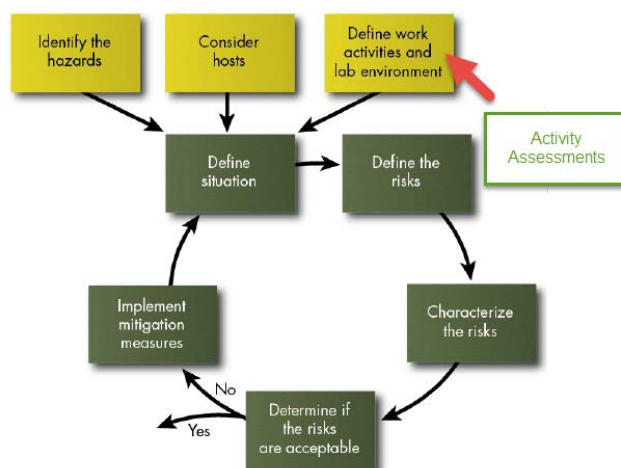 Identify the
hazards
Consider
hosts
Define work
activities and
lab environment
Activity
Assessments
Define
situation
Define the
risks
Implement
mitigation
measures
Characterize
the risks
No
Yes
Determine if
the risks
are acceptable